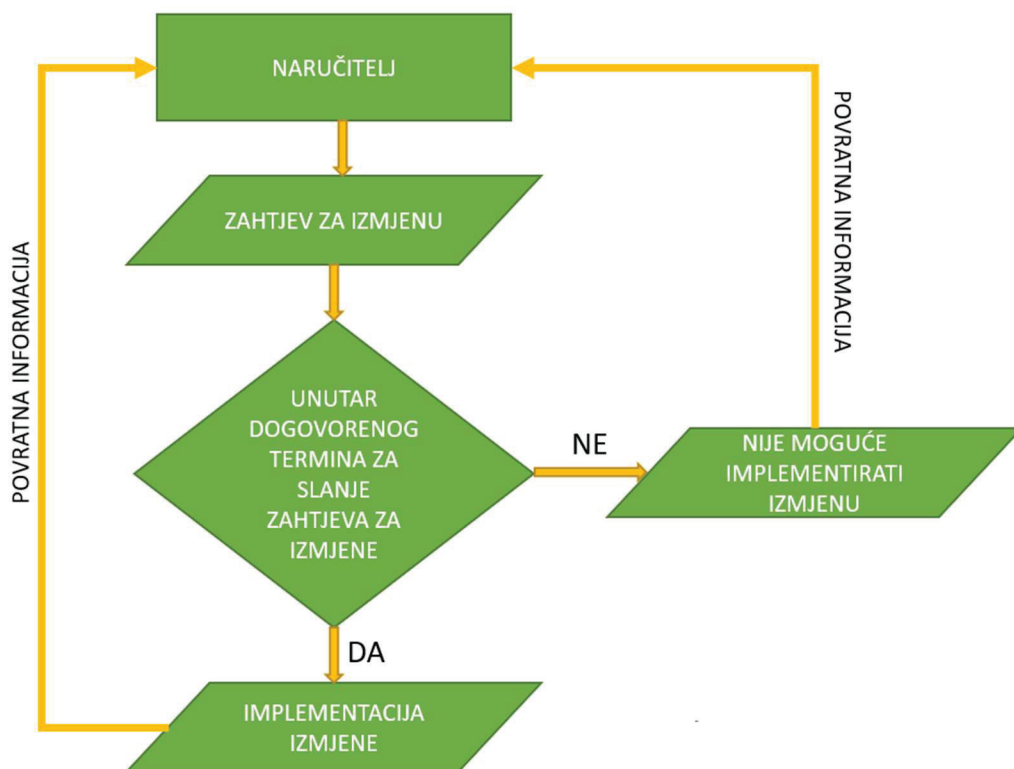 NARUČITELJ
ZAHTJEV ZA IZMJENU
UNUTAR
DOGOVORENOG
TERMINA ZA
SLANJE
ZAHTJEVA ZA
IZMJENE
NE
NIJE MOGUĆE
IMPLEMENTIRATI
IZMJENU
DA
IMPLEMENTACIJA
IZMJENE
POVRATNA INFORMACIJA
POVRATNA INFORMACIJA